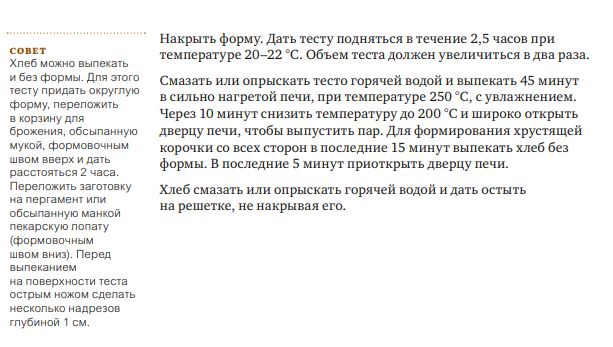 СОВЕТ
Хлеб можно выпекать
и без формы. Для этого
тесту придать округлую
форму, переложить
в корзину для
брожения, обсыпанную
мукой, формовочным
швом вверх и дать
расстояться 2 часа.
Переложить заготовку
на пергамент или
обсыпанную манкой
пекарскую лопату
(формовочным
швом вниз). Перед
выпеканием
на поверхности теста
острым ножом сделать
несколько надрезов
глубиной 1 см.
Накрыть форму. Дать тесту подняться в течение 2,5 часов при
температуре 20–22 °С. Объем теста должен увеличиться в два раза.
Смазать или опрыскать тесто горячей водой и выпекать 45 минут
в сильно нагретой печи, при температуре 250 °С, с увлажнением.
Через 10 минут снизить температуру до 200 °С и широко открыть
дверцу печи, чтобы выпустить пар. Для формирования хрустящей
корочки со всех сторон в последние 15 минут выпекать хлеб без
формы. В последние 5 минут приоткрыть дверцу печи.
Хлеб смазать или опрыскать горячей водой и дать остыть
на решетке, не накрывая его.